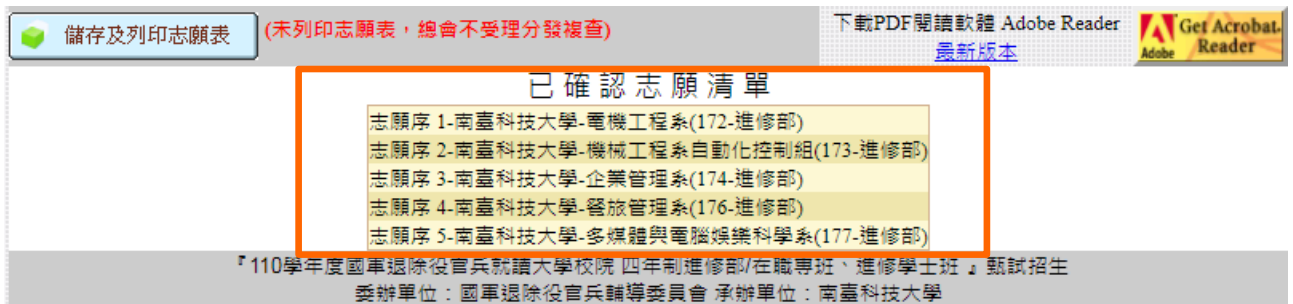 儲存及列印志願表
(未列印志願表，總會不受理分發複查)
下載PDF閱讀軟體 Adobe Reader
最新版本
Get Acrobat
Reader
Adobe
已確認志願清單
志願序 1-南臺科技大學-電機工程系(172-進修部)
志願序 2-南臺科技大學-機械工程系自動化控制組(173-進修部)
志願序 3-南臺科技大學-企業管理系(174-進修部)
志願序 4-南臺科技大學-餐旅管理系(176-進修部)
志願序 5-南臺科技大學-多媒體與電腦娛樂科學系(177-進修部)
『110學年度國軍退除役官兵就讀大學校院 四年制進修部/在職專班、進修學士班 』甄試招生
委辦單位：國軍退除役官兵輔導委員會 承辦單位：南臺科技大學